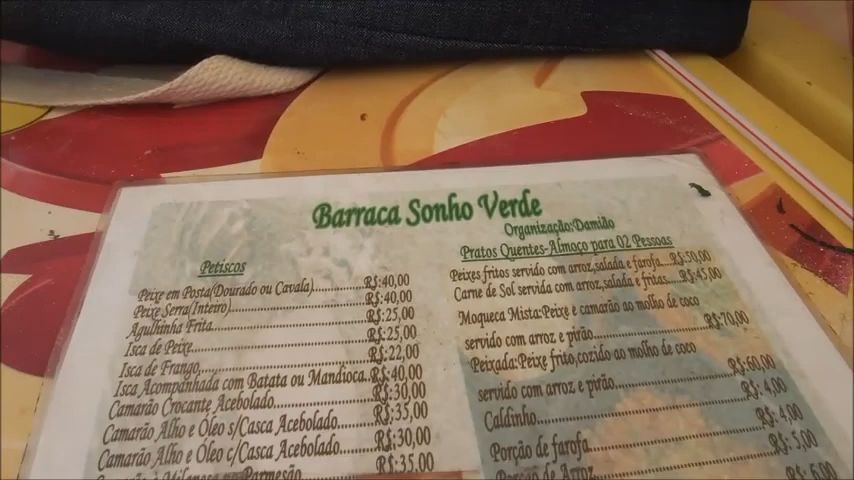 Barraca Sonho Verde
Organização:Damião
Petiscos
Peixe em Posta(Dourado ou Cavala)...............R$:40,00
Peixe Serra(Inteiro)...............R$:40,00
Agulhinha Frita...............R$:25,00
Isca de Peixe...............R$:25,00
Isca de Frango...............R$:22,00
Isca Acompanhada com Batata ou Mandioca.R$:40,00
Camarão Crocante Acebolado...............R$:30,00
Camarão Alho e Óleo s/Casca Acebolado...............R$:35,00
Camarão Alho e Óleo c/Casca Acebolado...............R$:30,00
Camarão à Milanesa Parmesão...............R$:35,00
Pratos Quentes-Almoço para 02 Pessoas
Peixes fritos servido com arroz,salada e farofa....R$:50,00
Carne de Sol servida com arroz,salada e fritas....R$:45,00
Moqueca Mista:Peixe e camarão ao molho de coco
servido com arroz e pirão...............R$:70,00
Peixada:Peixe frito,cozido ao molho de coco
servido com arroz e pirão...............R$:60,00
Caldinho...............R$: 4,00
Porção de farofa...............R$: 4,00
Porção de Arroz...............R$: 5,00
R$: 6,00